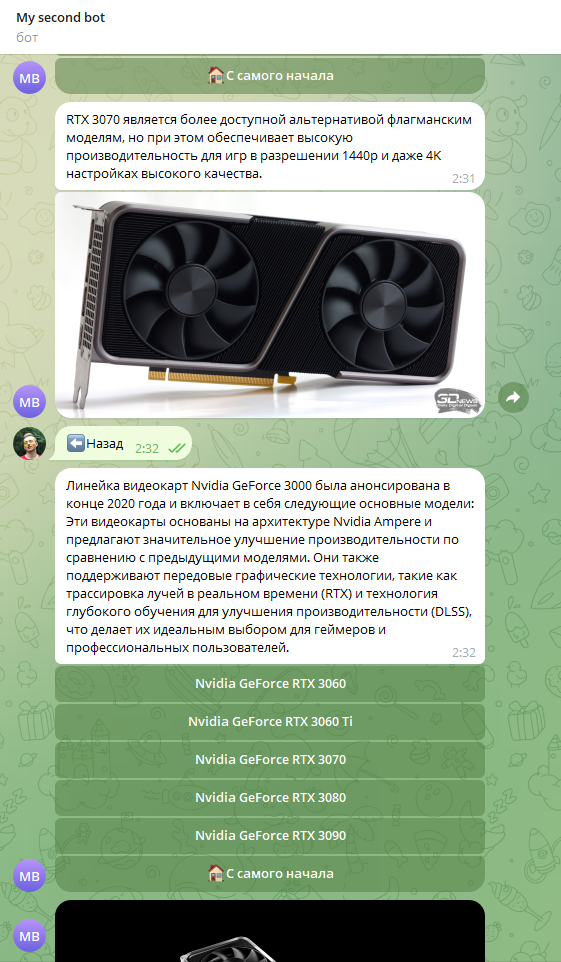 My second bot
бот
MB
🏠С самого начала
RTX 3070 является более доступной альтернативой флагманским
моделям, но при этом обеспечивает высокую
производительность для игр в разрешении 1440p и даже 4K
настройках высокого качества.
2:31
3DNEWS
Daily Digital Digest
MB
⬅Назад
2:32
Линейка видеокарт Nvidia GeForce 3000 была анонсирована в
конце 2020 года и включает в себя следующие основные модели:
Эти видеокарты основаны на архитектуре Nvidia Ampere и
предлагают значительное улучшение производительности по
сравнению с предыдущими моделями. Они также
поддерживают передовые графические технологии, такие как
трассировка лучей в реальном времени (RTX) и технология
глубокого обучения для улучшения производительности (DLSS),
что делает их идеальным выбором для геймеров и
профессиональных пользователей.
2:32
Nvidia GeForce RTX 3060
Nvidia GeForce RTX 3060 Ti
Nvidia GeForce RTX 3070
Nvidia GeForce RTX 3080
Nvidia GeForce RTX 3090
MB
🏠С самого начала
MB